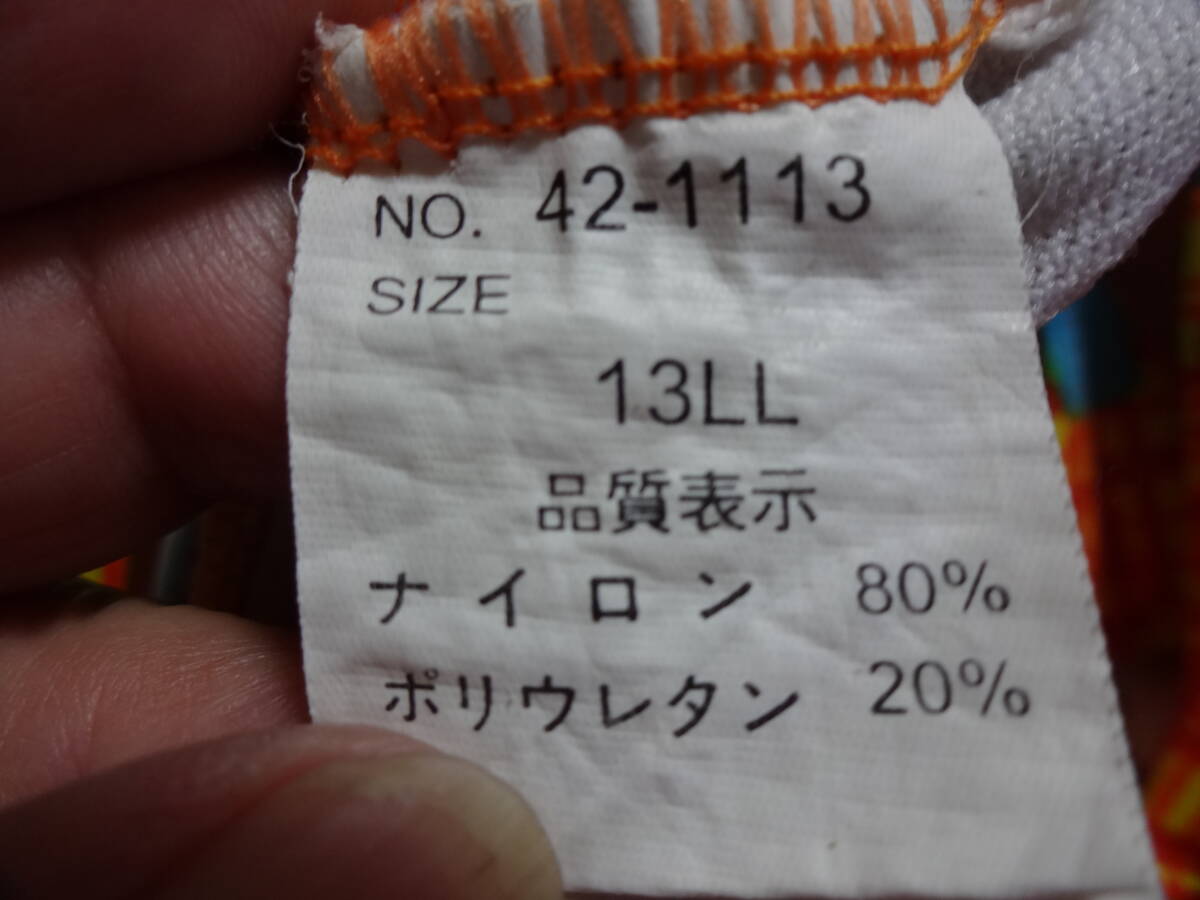 NO. 42-1113
SIZE
13LL
品質表示
ナイロン 80%
ポリウレタン 20%